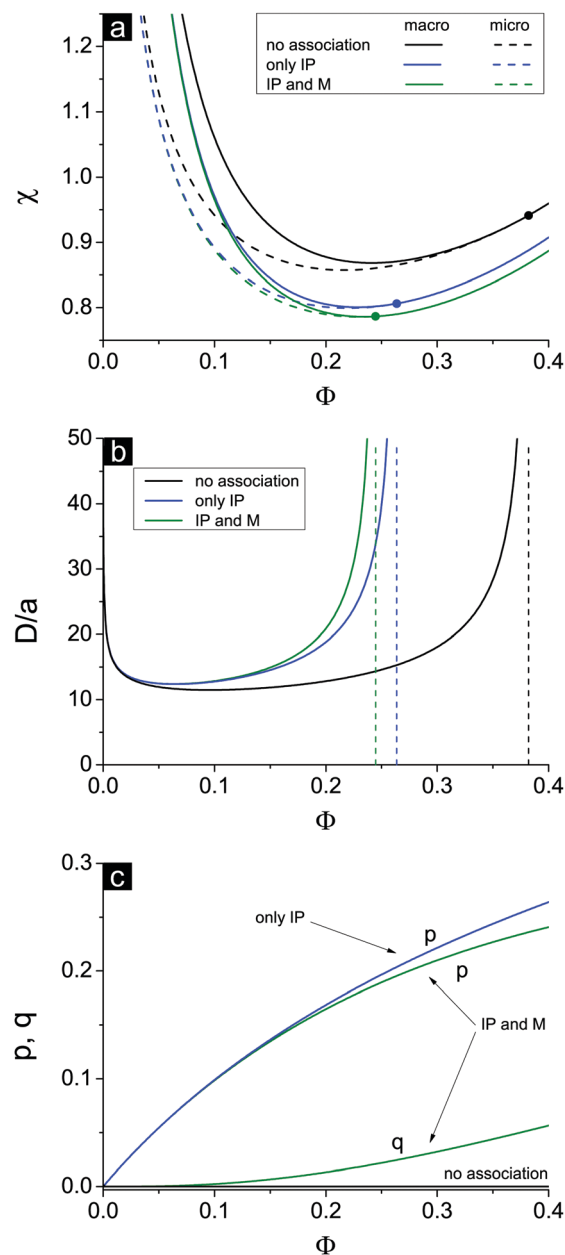 a
macro micro
no association
only IP
IP and M
1.2
1.1
1.0
0.9
0.8
χ
0.0 0.1 0.2 0.3 0.4
Φ
b
no association
only IP
IP and M
50
40
30
20
10
0
D/a
0.0 0.1 0.2 0.3 0.4
Φ
c
only IP
p
p
IP and M
q
no association
0.3
0.2
0.1
0.0
p, q
0.0 0.1 0.2 0.3 0.4
Φ